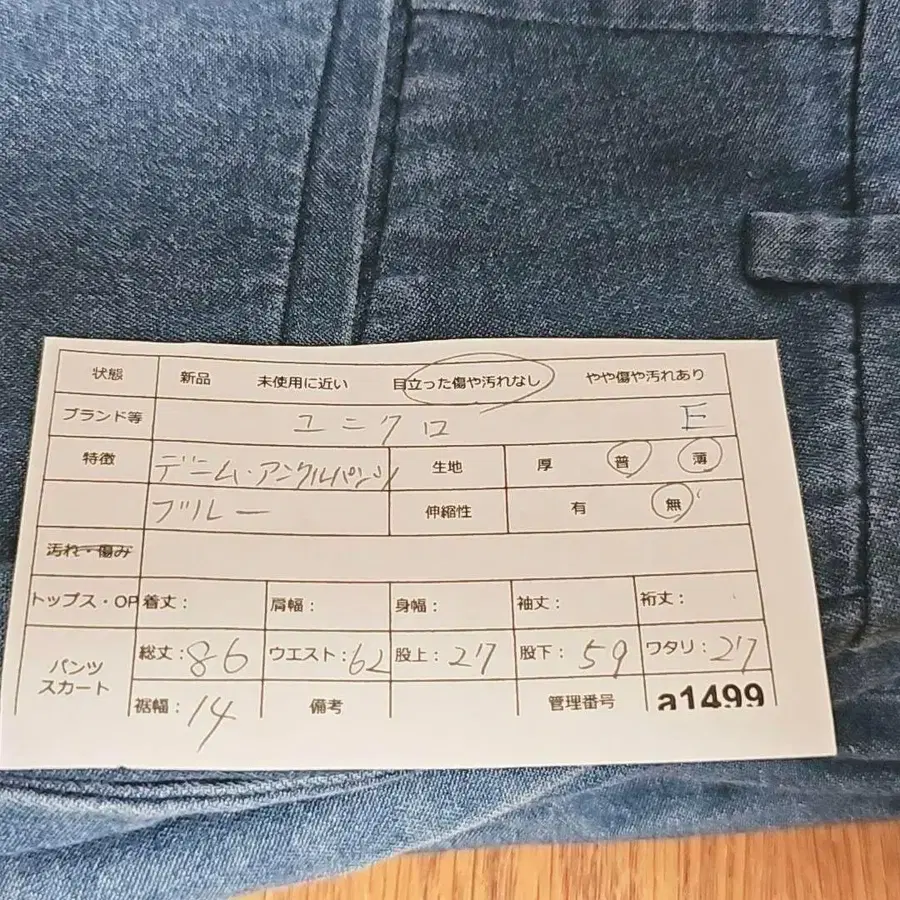 状態 新品 未使用に近い 目立った傷や汚れなし やや傷や汚れあり
ブランド等 ユニクロ E
特徴 デニム・アンクルパンツ 生地 厚 普 薄
ブルー 伸縮性 有 無
汚れ・傷み
トップス・OP 着丈: 肩幅: 身幅: 袖丈: 裄丈:
パンツ スカート 総丈:86 ウエスト:62 股上:27 股下:59 ワタリ:27
裾幅:14 備考 管理番号 a1499